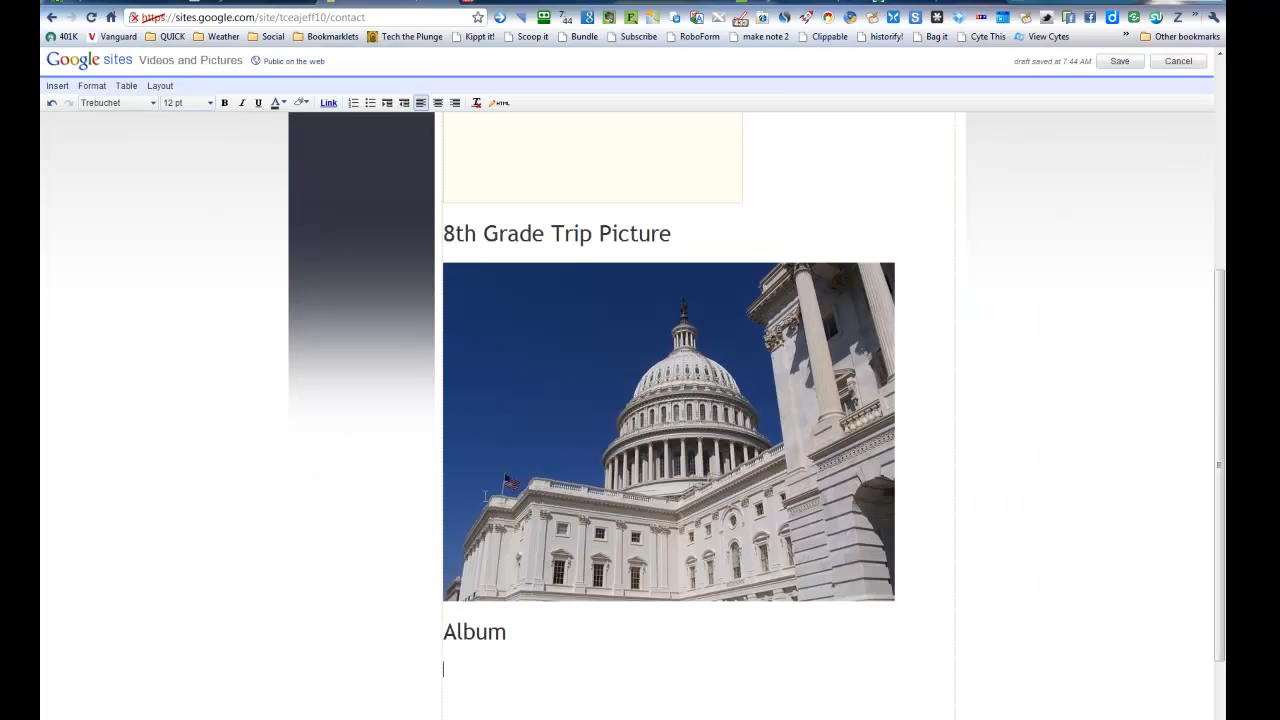 https://sites.google.com/site/tceajeff10/contact
7:44
401K Vanguard QUICK Weather Social Bookmarklets Tech the Plunge Kippt it! Scoop it Bundle Subscribe RoboForm make note 2 Clippable historify! Bag it Cyte This View Cytes » Other bookmarks
Google sites Videos and Pictures Public on the web draft saved at 7:44 AM Save Cancel
Insert Format Table Layout
Trebuchet 12 pt B I U A Link HTML
8th Grade Trip Picture
Album